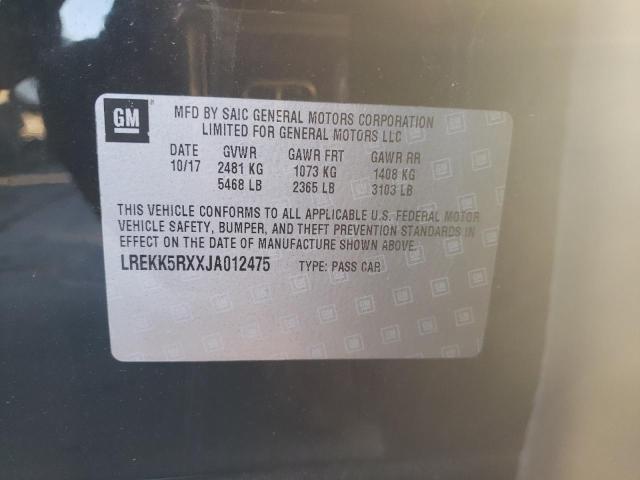 GM
MFD BY SAIC GENERAL MOTORS CORPORATION
LIMITED FOR GENERAL MOTORS LLC
DATE GVWR GAWR FRT GAWR RR
10/17 2481 KG 1073 KG 1408 KG
5468 LB 2365 LB 3103 LB
THIS VEHICLE CONFORMS TO ALL APPLICABLE U.S. FEDERAL MOTOR
VEHICLE SAFETY, BUMPER, AND THEFT PREVENTION STANDARDS IN
EFFECT ON THE DATE OF MANUFACTURE SHOWN ABOVE.
LREKK5RXXJA012475 TYPE: PASS CAR